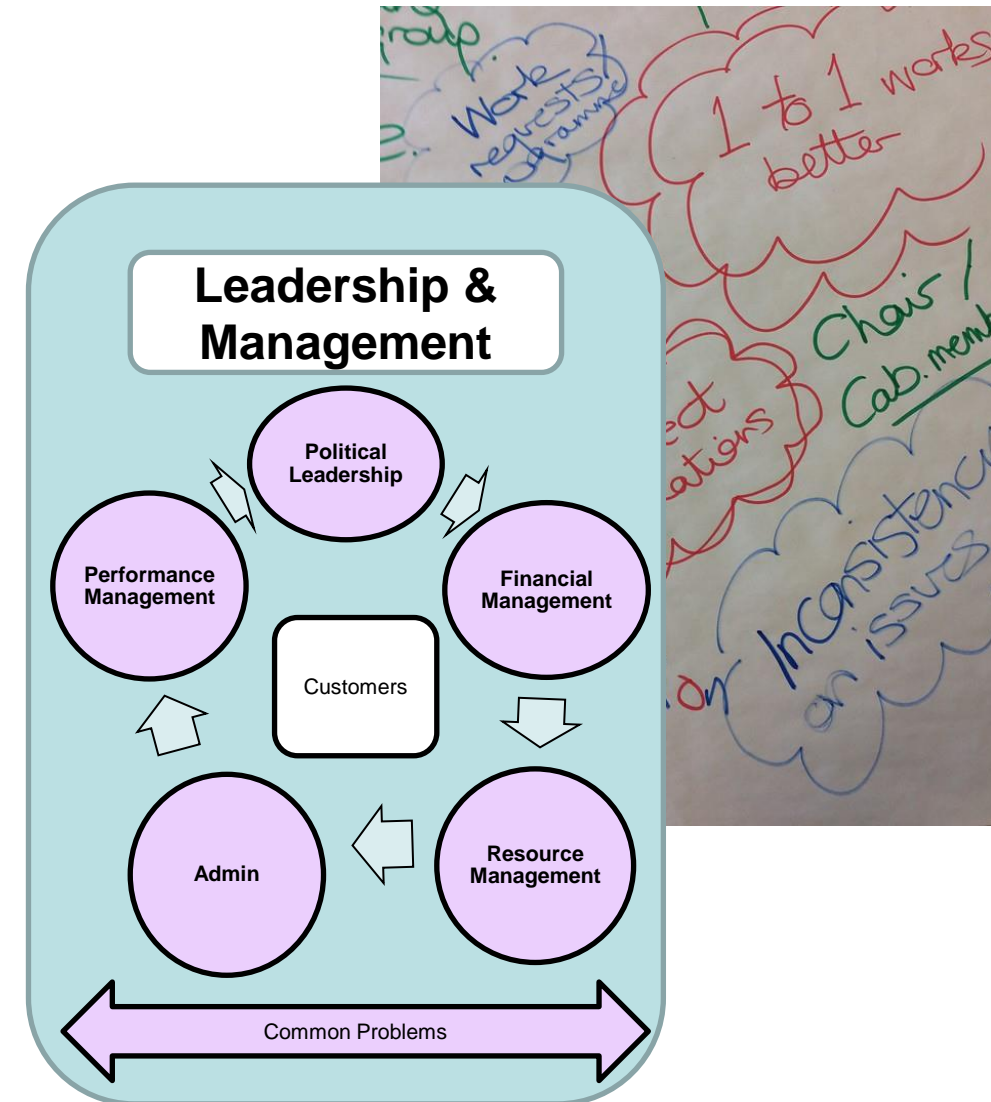 group.
Work
requests/
1 to 1 works
better
Leadership &
Management
Chair /
Cab.memb
Political
Leadership
Performance
Management
Financial
Management
Inconsistency
on issues
Customers
Admin
Resource
Management
Common Problems